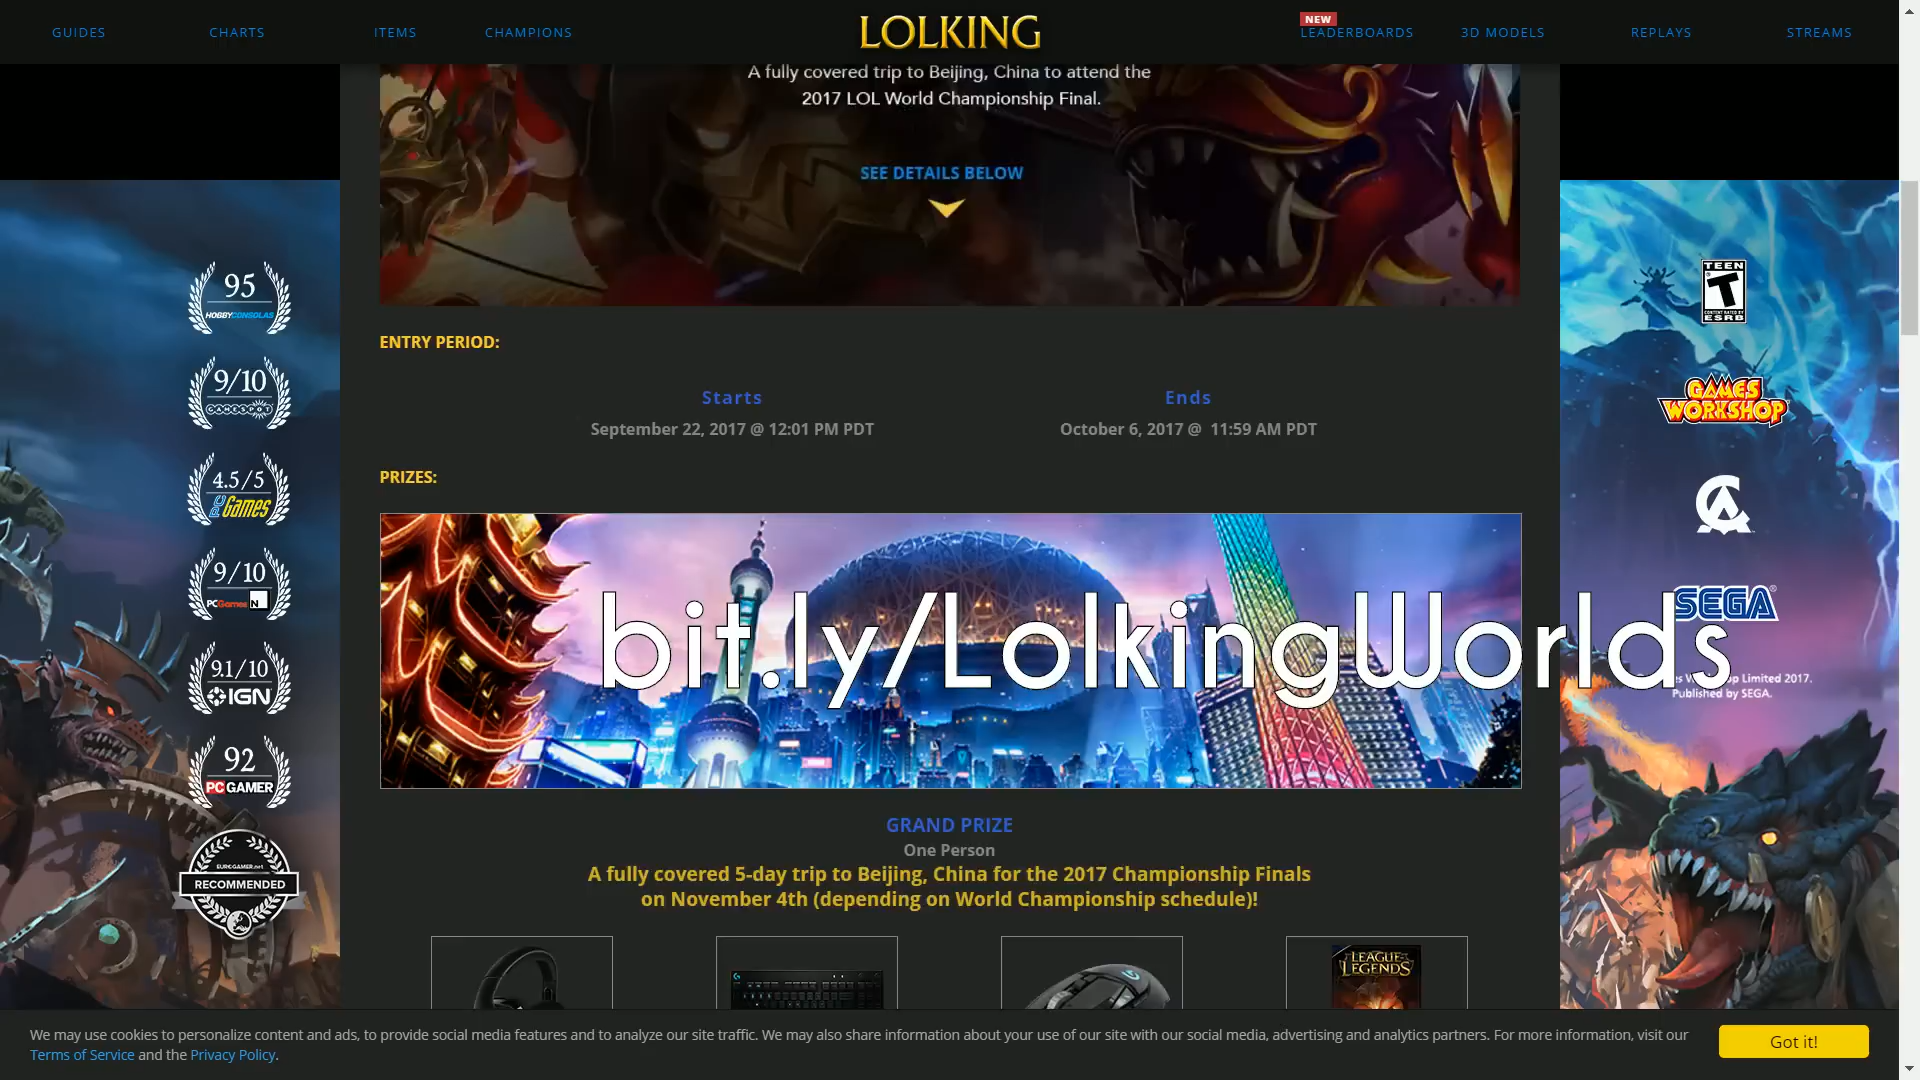 GUIDES
CHARTS
ITEMS
CHAMPIONS
LOLKING
NEW
LEADERBOARDS
3D MODELS
REPLAYS
STREAMS
A fully covered trip to Beijing, China to attend the
2017 LOL World Championship Final.
SEE DETAILS BELOW
95
HOBBYCONSOLAS
9/10
GAMESPOT
4.5/5
PC Games
9/10
PCGames N
9.1/10
IGN
92
PC GAMER
EUROGAMER.net
RECOMMENDED
TEEN
T
CONTENT RATED BY
ESRB
GAMES
WORKSHOP
CA
SEGA
op Limited 2017.
Published by SEGA.
ENTRY PERIOD:
Starts
Ends
September 22, 2017 @ 12:01 PM PDT
October 6, 2017 @ 11:59 AM PDT
PRIZES:
bit.ly/LolkingWorlds
GRAND PRIZE
One Person
A fully covered 5-day trip to Beijing, China for the 2017 Championship Finals
on November 4th (depending on World Championship schedule)!
LEAGUE of
LEGENDS
We may use cookies to personalize content and ads, to provide social media features and to analyze our site traffic. We may also share information about your use of our site with our social media, advertising and analytics partners. For more information, visit our
Terms of Service and the Privacy Policy.
Got it!